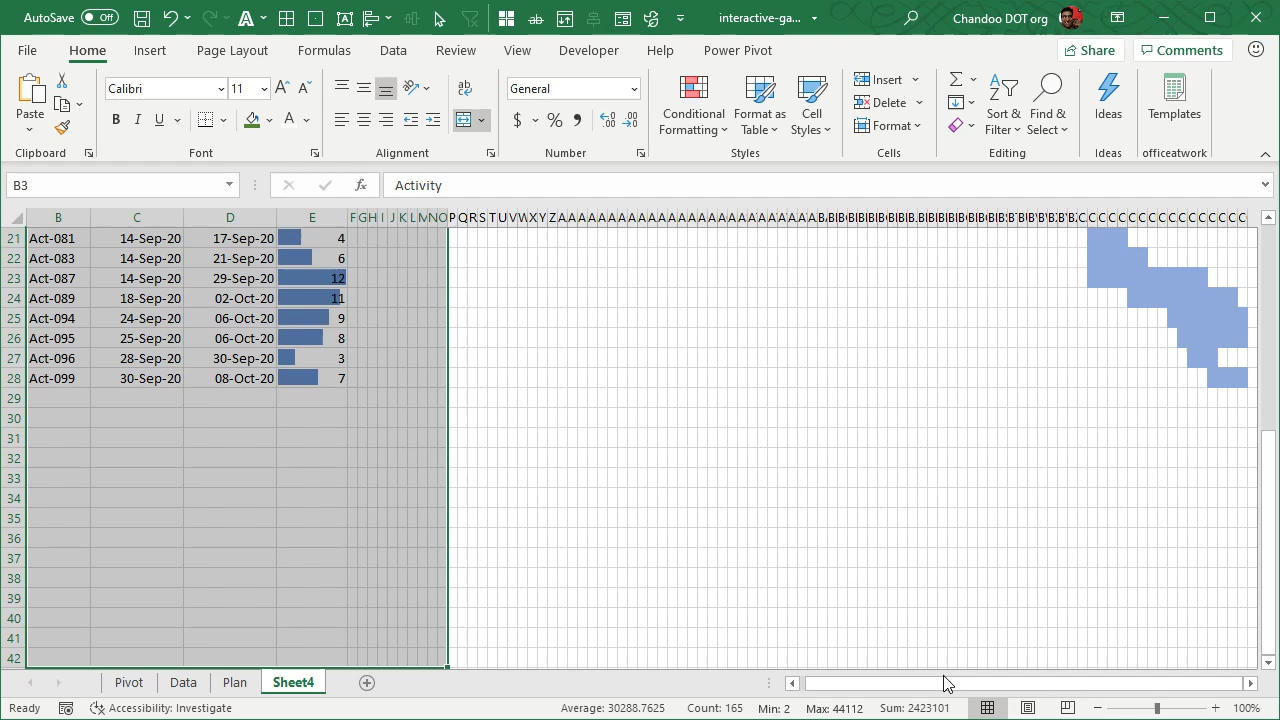 AutoSave Off interactive-ga... Chandoo DOT org
File Home Insert Page Layout Formulas Data Review View Developer Help Power Pivot Share Comments
Paste Calibri 11 General Conditional Formatting Format as Table Cell Styles Insert Delete Format Sort & Filter Find & Select Ideas Templates
Clipboard Font Alignment Number Styles Cells Editing Ideas officeatwork
B3 Activity
B C D E F G H I J K L M N O P Q R S T U V W X Y Z
21 Act-081 14-Sep-20 17-Sep-20 4
22 Act-083 14-Sep-20 21-Sep-20 6
23 Act-087 14-Sep-20 29-Sep-20 12
24 Act-089 18-Sep-20 02-Oct-20 11
25 Act-094 24-Sep-20 06-Oct-20 9
26 Act-095 25-Sep-20 06-Oct-20 8
27 Act-096 28-Sep-20 30-Sep-20 3
28 Act-099 30-Sep-20 08-Oct-20 7
29
30
31
32
33
34
35
36
37
38
39
40
41
42
Pivot Data Plan Sheet4
Ready Accessibility: Investigate Average: 30288.7625 Count: 165 Min: 2 Max: 44112 Sum: 2423101 100%